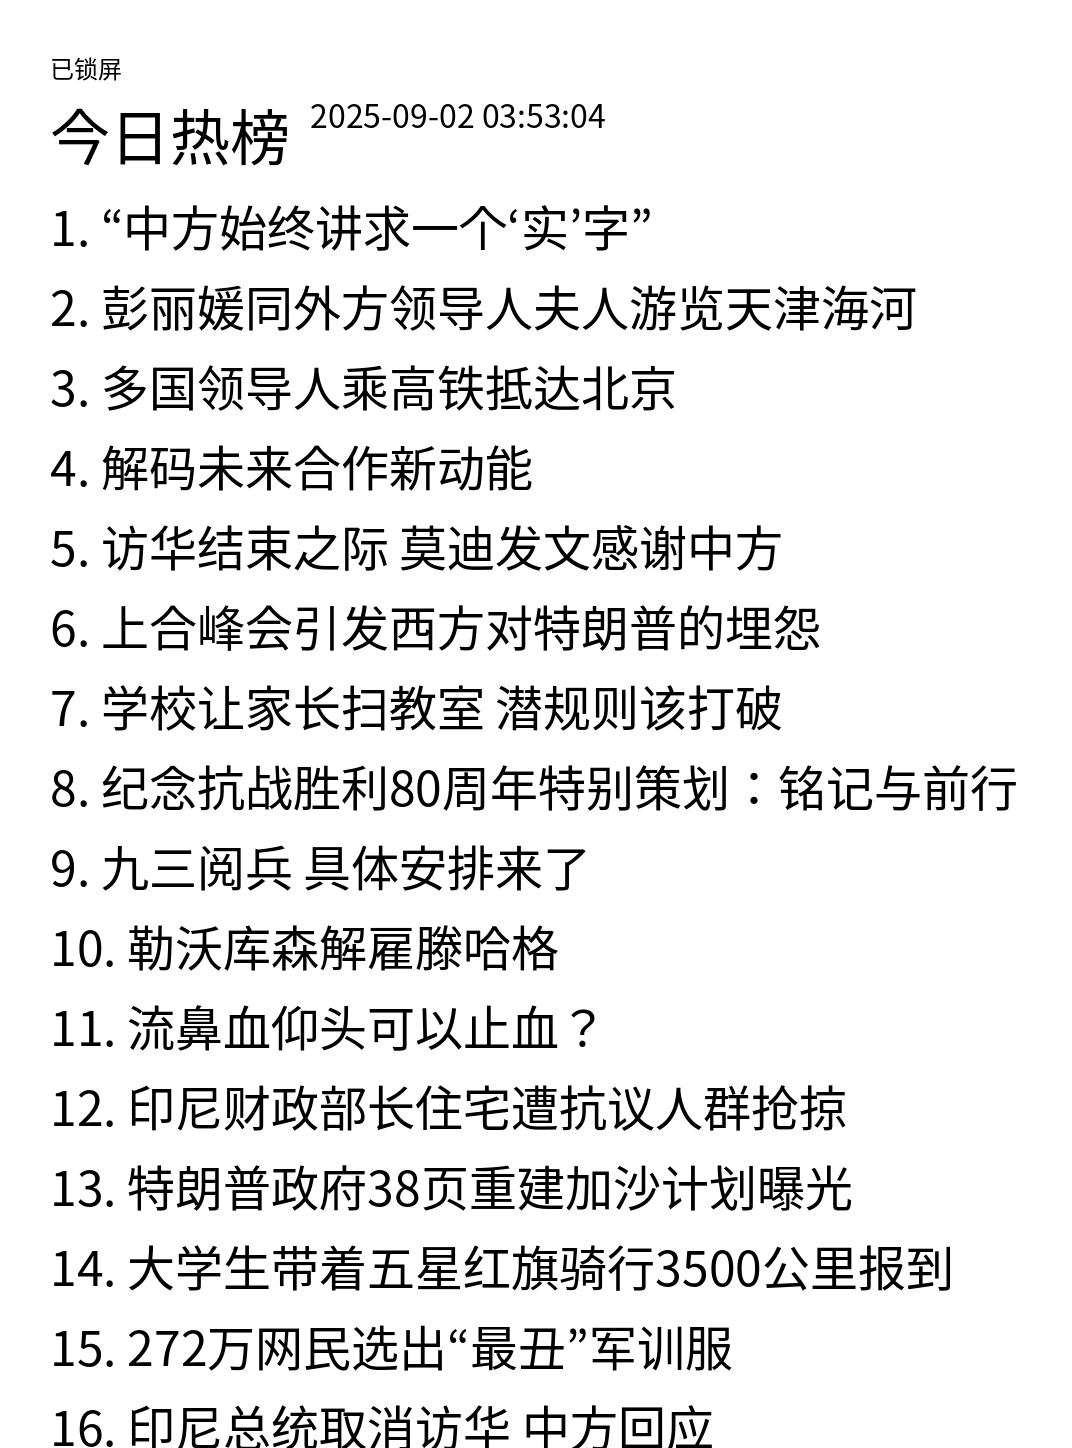 已锁屏
今日热榜 2025-09-02 03:53:04
1. “中方始终讲求一个‘实’字”
2. 彭丽媛同外方领导人夫人游览天津海河
3. 多国领导人乘高铁抵达北京
4. 解码未来合作新动能
5. 访华结束之际 莫迪发文感谢中方
6. 上合峰会引发西方对特朗普的埋怨
7. 学校让家长扫教室 潜规则该打破
8. 纪念抗战胜利80周年特别策划：铭记与前行
9. 九三阅兵 具体安排来了
10. 勒沃库森解雇滕哈格
11. 流鼻血仰头可以止血？
12. 印尼财政部长住宅遭抗议人群抢掠
13. 特朗普政府38页重建加沙计划曝光
14. 大学生带着五星红旗骑行3500公里报到
15. 272万网民选出“最丑”军训服
16. 印尼总统取消访华 中方回应